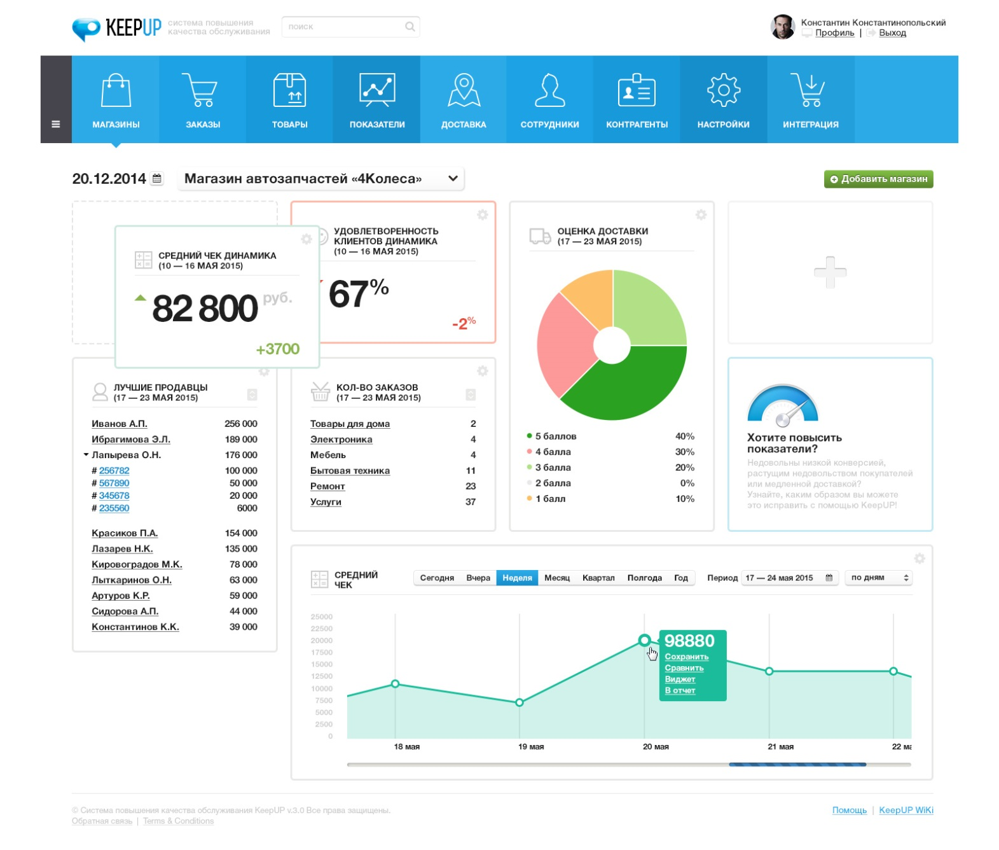 KEEPUP
система повышения
качества обслуживания
поиск
Константин Константинопольский
Профиль | Выход
МАГАЗИНЫ
ЗАКАЗЫ
ТОВАРЫ
ПОКАЗАТЕЛИ
ДОСТАВКА
СОТРУДНИКИ
КОНТРАГЕНТЫ
НАСТРОЙКИ
ИНТЕГРАЦИЯ
20.12.2014
Магазин автозапчастей «4Колеса»
Добавить магазин
СРЕДНИЙ ЧЕК ДИНАМИКА
(10 — 16 МАЯ 2015)
82 800 руб.
+3700
УДОВЛЕТВОРЕННОСТЬ
КЛИЕНТОВ ДИНАМИКА
(10 — 16 МАЯ 2015)
67%
-2%
ОЦЕНКА ДОСТАВКИ
(17 — 23 МАЯ 2015)
5 баллов 40%
4 балла 30%
3 балла 20%
2 балла 0%
1 балл 10%
ЛУЧШИЕ ПРОДАВЦЫ
(17 — 23 МАЯ 2015)
Иванов А.П. 256 000
Ибрагимова Э.Л. 189 000
Лапырева О.Н. 176 000
# 256782 100 000
# 567890 50 000
# 345678 20 000
# 235560 6000
Красиков П.А. 154 000
Лазарев Н.К. 135 000
Кировоградов М.К. 78 000
Лыткаринов О.Н. 63 000
Артуров К.Р. 59 000
Сидорова А.П. 44 000
Константинов К.К. 39 000
КОЛ-ВО ЗАКАЗОВ
(17 — 23 МАЯ 2015)
Товары для дома 2
Электроника 4
Мебель 4
Бытовая техника 11
Ремонт 23
Услуги 37
Хотите повысить
показатели?
Недовольны низкой конверсией,
растущим недовольством покупателей
или медленной доставкой?
Узнайте, каким образом вы можете
это исправить с помощью KeepUP!
СРЕДНИЙ
ЧЕК
Сегодня Вчера Неделя Месяц Квартал Полгода Год
Период 17 — 24 мая 2015 по дням
25000
22500
20000
17500
15000
12500
10000
7500
5000
2500
0
98880
Сохранить
Сравнить
Виджет
В отчет
18 мая 19 мая 20 мая 21 мая 22 ма
© Система повышения качества обслуживания KeepUP v.3.0 Все права защищены.
Обратная связь | Terms & Conditions
Помощь | KeepUP WiKi